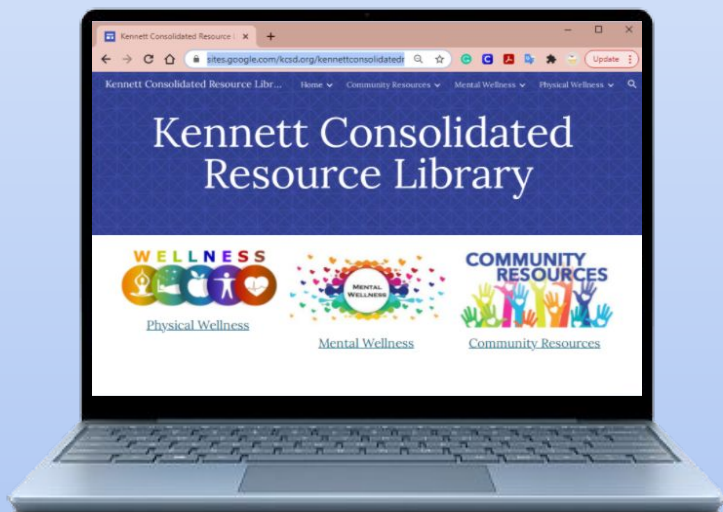 Kennett Consolidated Resource L
sites.google.com/kcsd.org/kennettconsolidatedr
Update
Kennett Consolidated Resource Libr...
Home
Community Resources
Mental Wellness
Physical Wellness
Kennett Consolidated
Resource Library
WELLNESS
Physical Wellness
MENTAL
WELLNESS
Mental Wellness
COMMUNITY
RESOURCES
Community Resources